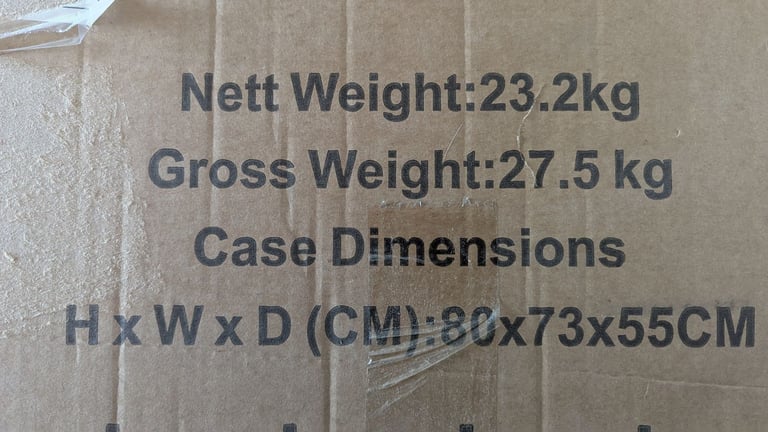 Nett Weight:23.2kg
Gross Weight:27.5 kg
Case Dimensions
H x W x D (CM):80x73x55CM